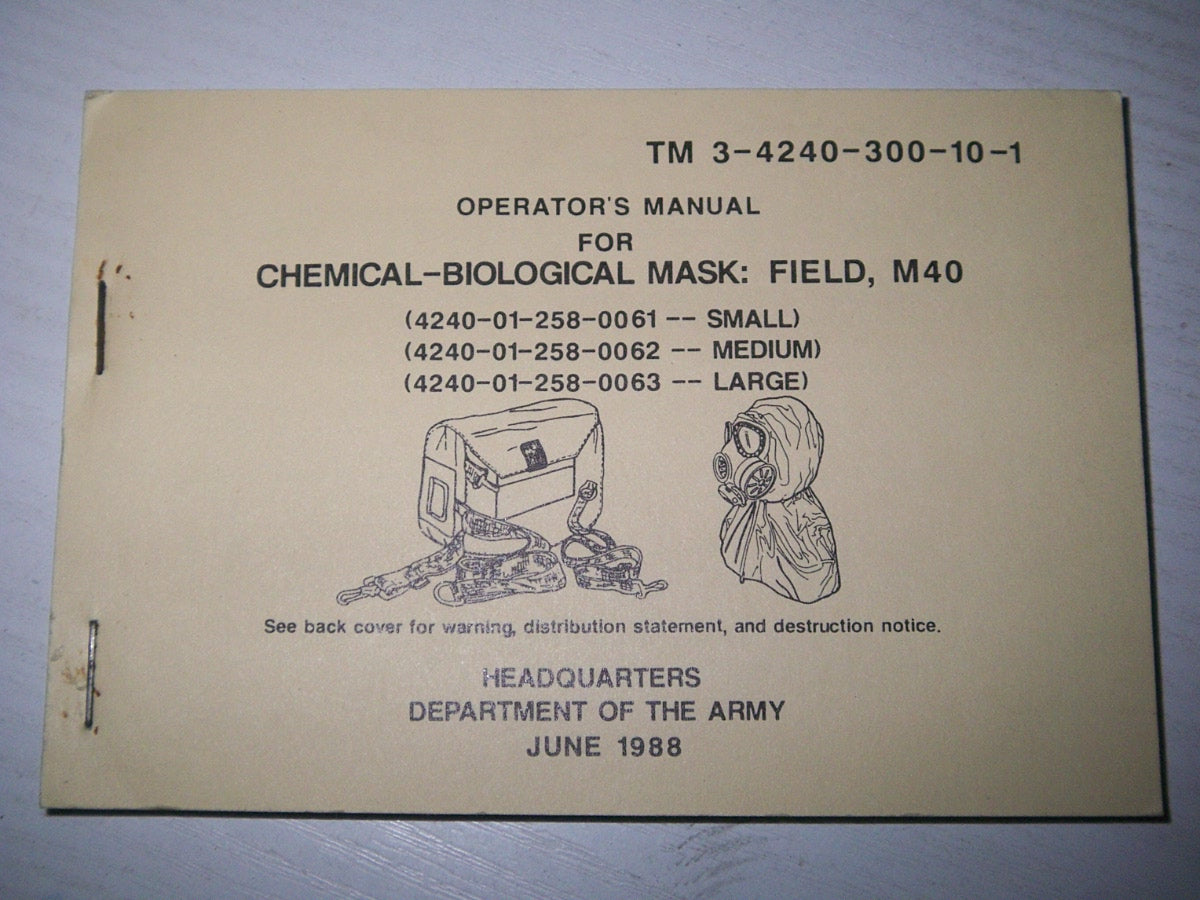 TM 3-4240-300-10-1
OPERATOR'S MANUAL
FOR
CHEMICAL-BIOLOGICAL MASK: FIELD, M40
(4240-01-258-0061 -- SMALL)
(4240-01-258-0062 -- MEDIUM)
(4240-01-258-0063 -- LARGE)
See back cover for warning, distribution statement, and destruction notice.
HEADQUARTERS
DEPARTMENT OF THE ARMY
JUNE 1988